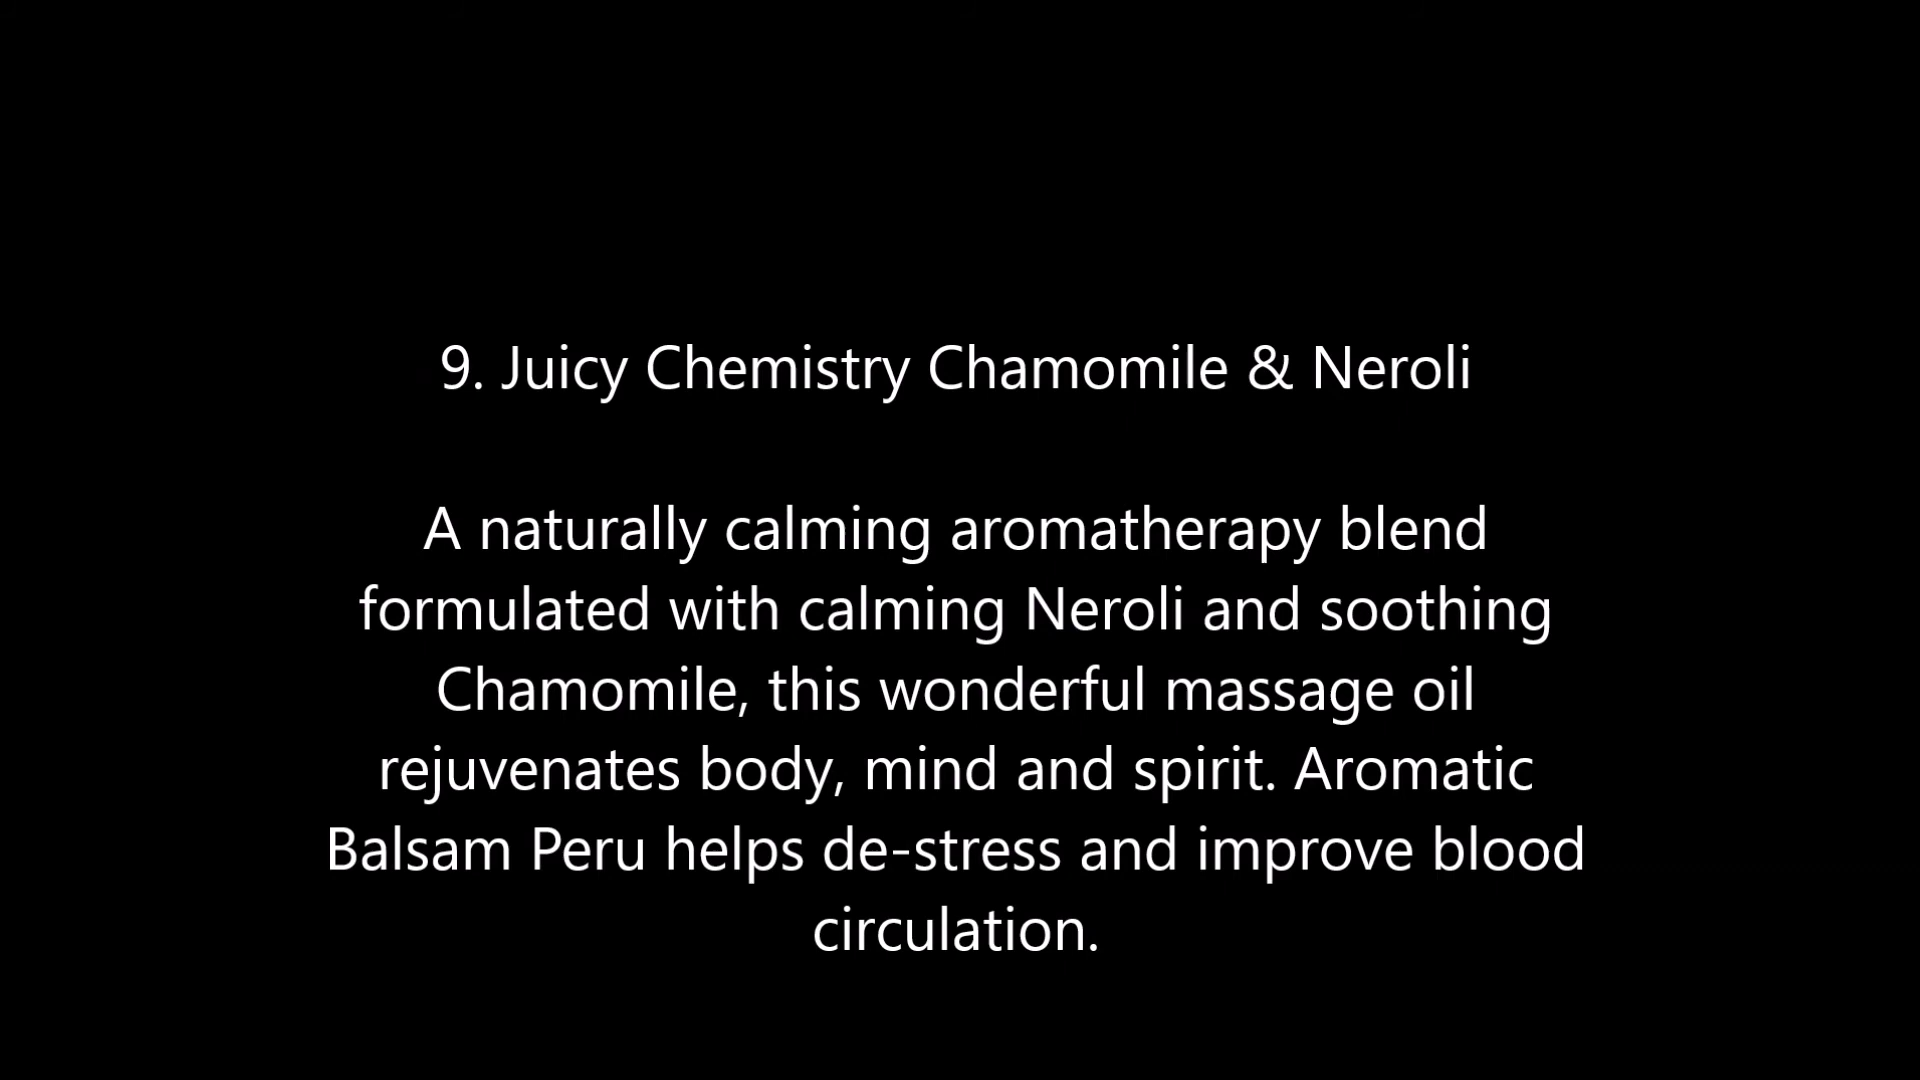 9. Juicy Chemistry Chamomile & Neroli
A naturally calming aromatherapy blend
formulated with calming Neroli and soothing
Chamomile, this wonderful massage oil
rejuvenates body, mind and spirit. Aromatic
Balsam Peru helps de-stress and improve blood
circulation.